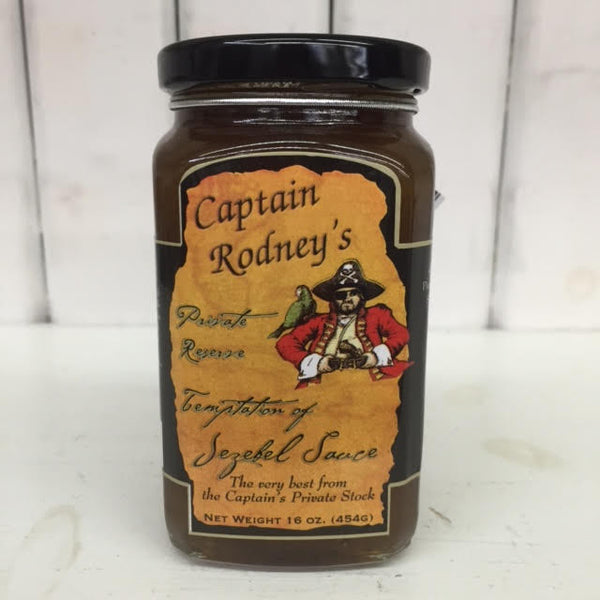 Captain
Rodney's
Private
Reserve
Temptation of
Jezebel Sauce
The very best from
the Captain's Private Stock
NET WEIGHT 16 OZ. (454G)